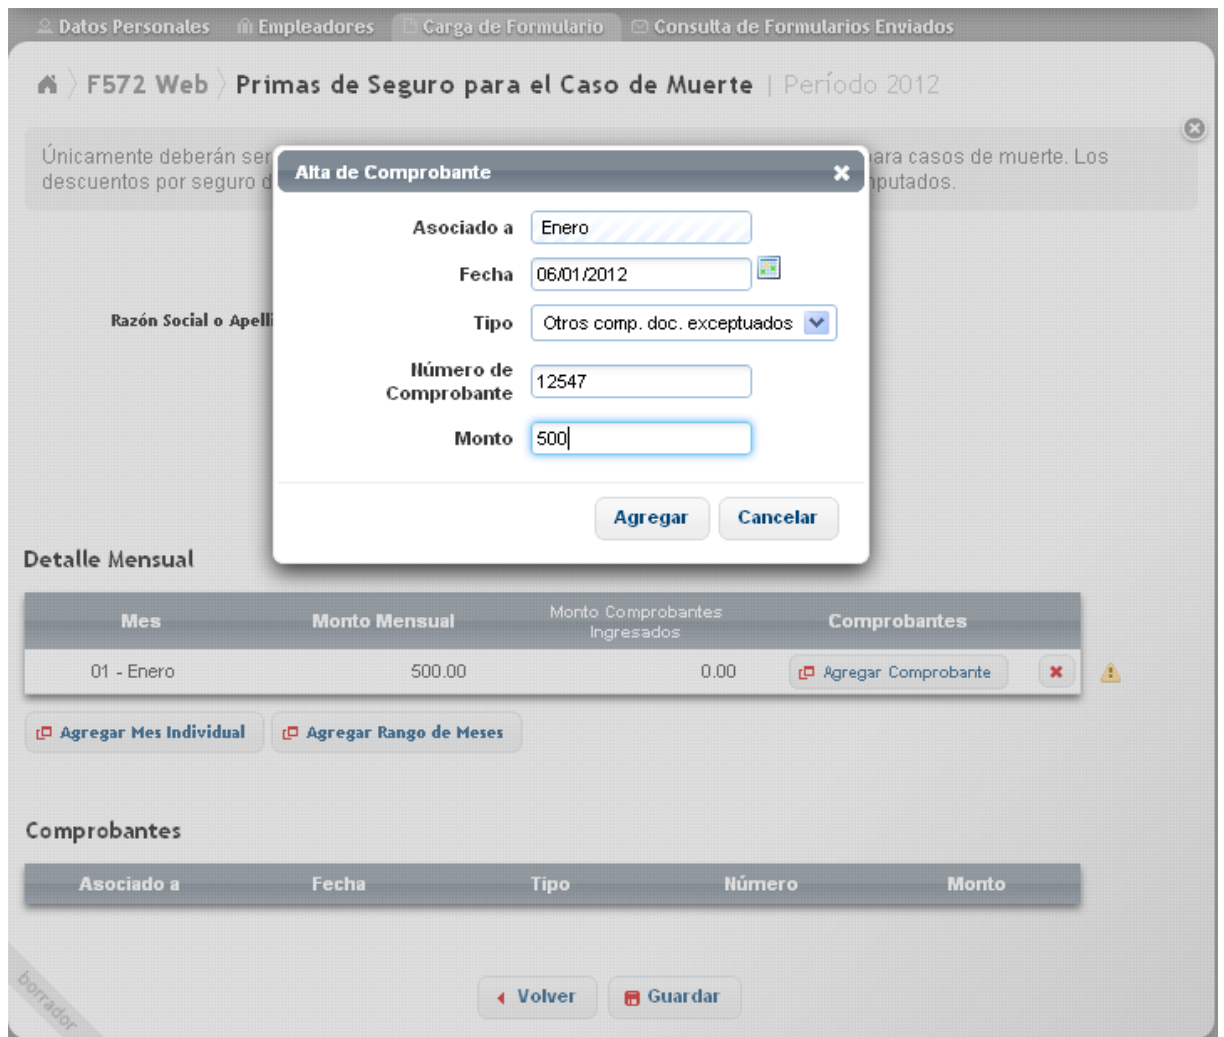 Datos Personales Empleadores Carga de Formulario Consulta de Formularios Enviados
F572 Web Primas de Seguro para el Caso de Muerte | Período 2012
Únicamente deberán ser para casos de muerte. Los
descuentos por seguro d
Alta de Comprobante
Asociado a Enero
Fecha 06/01/2012
Razón Social o Apelli
Tipo Otros comp. doc. exceptuados
Número de
Comprobante 12547
Monto 500
Agregar Cancelar
Detalle Mensual
Mes Monto Mensual Monto Comprobantes Ingresados Comprobantes
01 - Enero 500.00 0.00 Agregar Comprobante
Agregar Mes Individual Agregar Rango de Meses
Comprobantes
Asociado a Fecha Tipo Número Monto
borrador
Volver Guardar